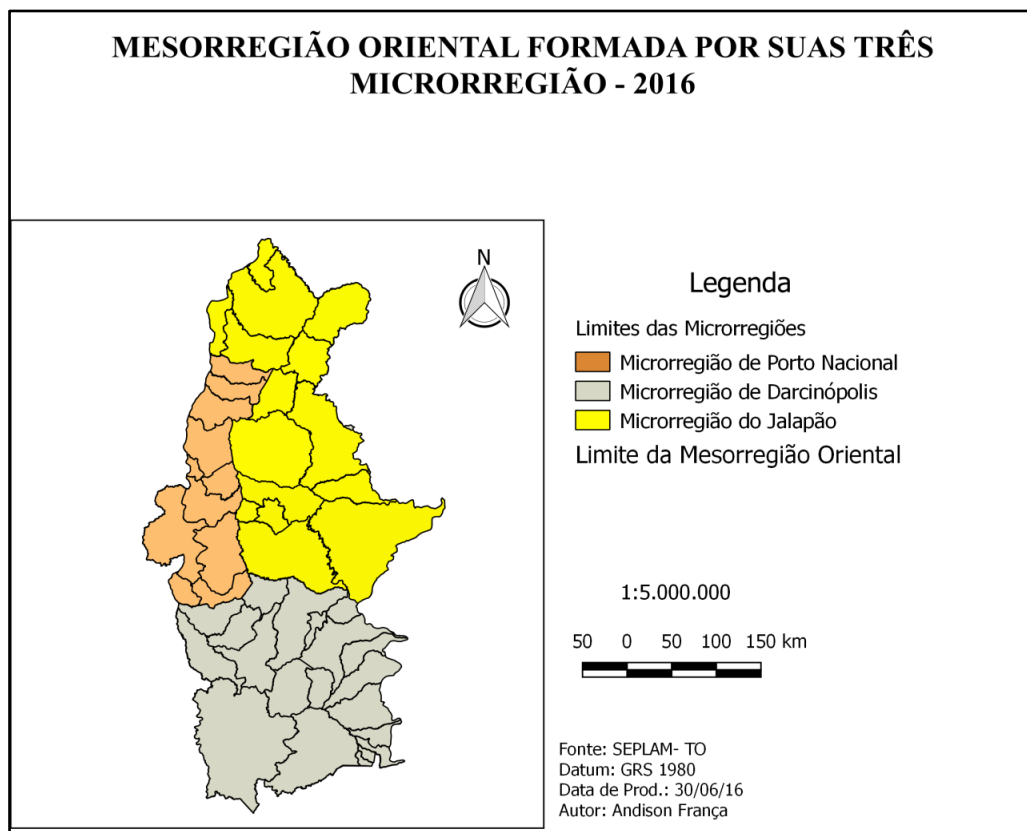 MESORREGIÃO ORIENTAL FORMADA POR SUAS TRÊS
MICRORREGIÃO - 2016
N
Legenda
Limites das Microrregiões
Microrregião de Porto Nacional
Microrregião de Darcinópolis
Microrregião do Jalapão
Limite da Mesorregião Oriental
1:5.000.000
50 0 50 100 150 km
Fonte: SEPLAM- TO
Datum: GRS 1980
Data de Prod.: 30/06/16
Autor: Andison França